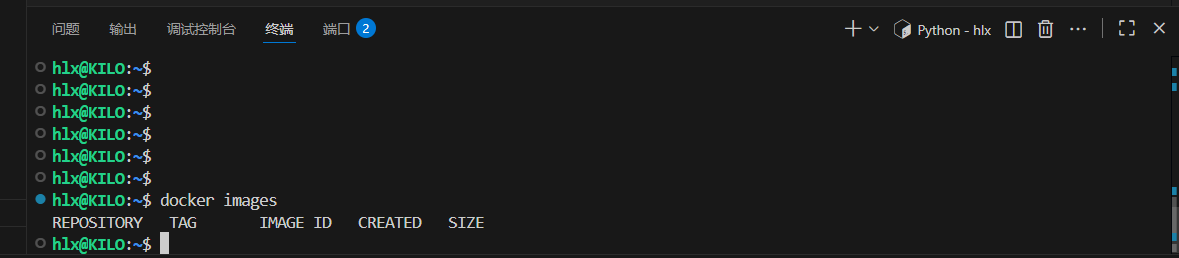 问题 输出 调试控制台 终端 端口 2 Python - hlx
hlx@KILO:~$
hlx@KILO:~$
hlx@KILO:~$
hlx@KILO:~$
hlx@KILO:~$
hlx@KILO:~$
hlx@KILO:~$ docker images
REPOSITORY TAG IMAGE ID CREATED SIZE
hlx@KILO:~$